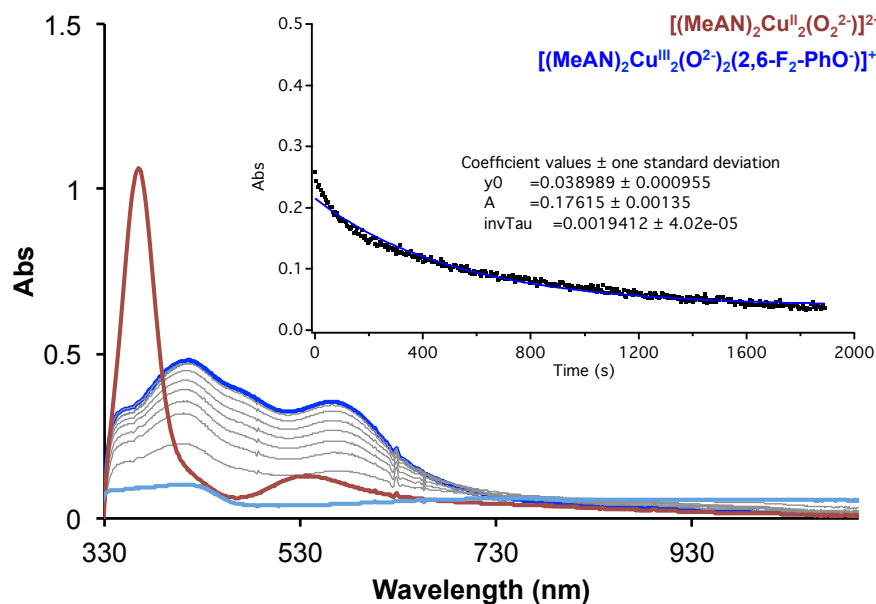 [(MeAN)₂Cuᴵᴵ₂(O₂²⁻)]²⁻
[(MeAN)₂Cuᴵᴵᴵ₂(O²⁻)₂(2,6-F₂-PhO⁻)]⁺
Coefficient values ± one standard deviation
y0 =0.038989 ± 0.000955
A =0.17615 ± 0.00135
invTau =0.0019412 ± 4.02e-05
Abs
0.5
0.4
0.3
0.2
0.1
0.0
0 400 800 1200 1600 2000
Time (s)
Abs
1.5
1
0.5
0
330 530 730 930
Wavelength (nm)